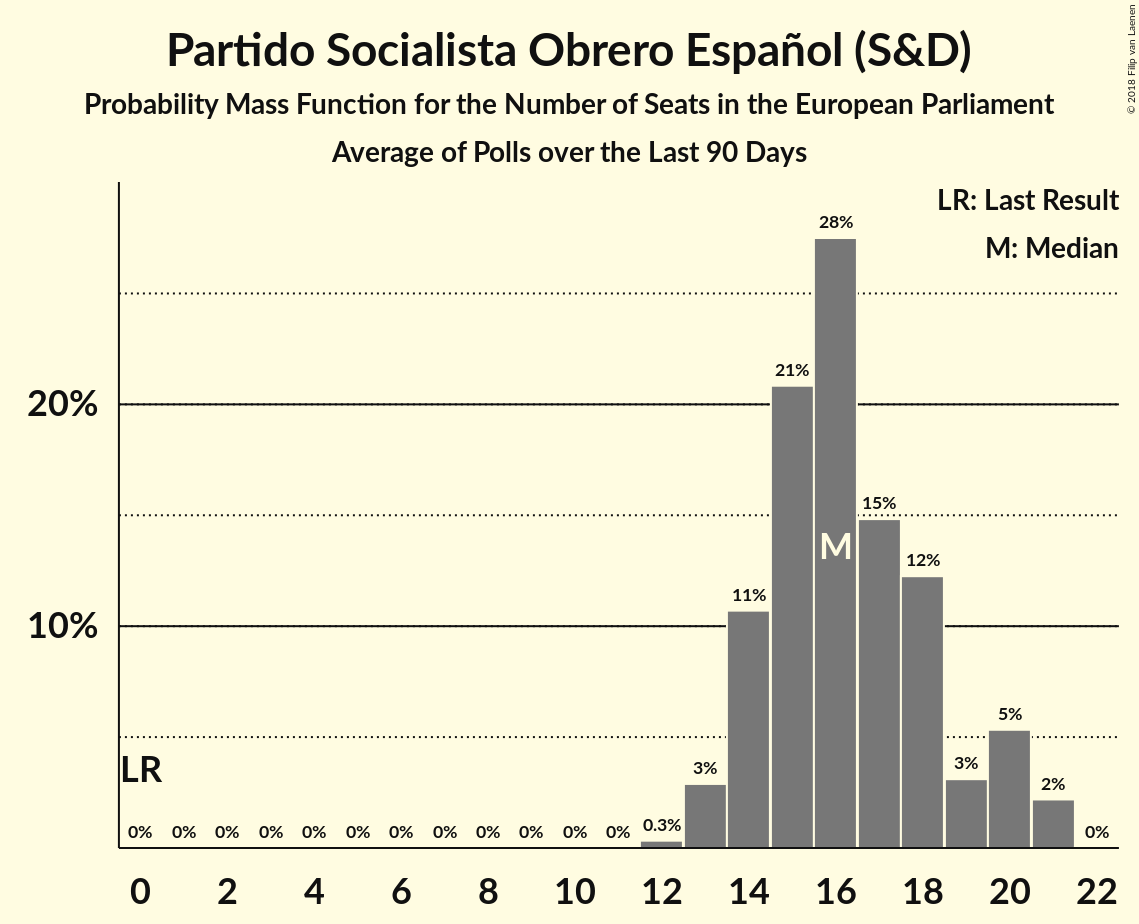 Partido Socialista Obrero Español (S&D)
Probability Mass Function for the Number of Seats in the European Parliament
Average of Polls over the Last 90 Days
© 2018 Filip van Laenen
LR: Last Result
M: Median
28%
21%
20%
15%
M
12%
11%
10%
5%
LR
3%
3%
2%
0% 0% 0% 0% 0% 0% 0% 0% 0% 0% 0% 0% 0.3% 0%
0 2 4 6 8 10 12 14 16 18 20 22